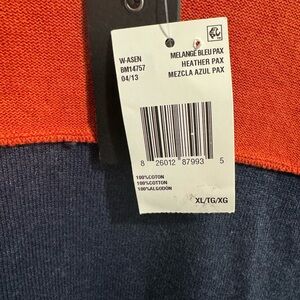 W-ASEN
BM14757
04/13
MELANGE BLEU PAX
HEATHER PAX
MEZCLA AZUL PAX
8 26012 87993 5
100%COTON
100%COTTON
100%ALGODON
XL/TG/XG